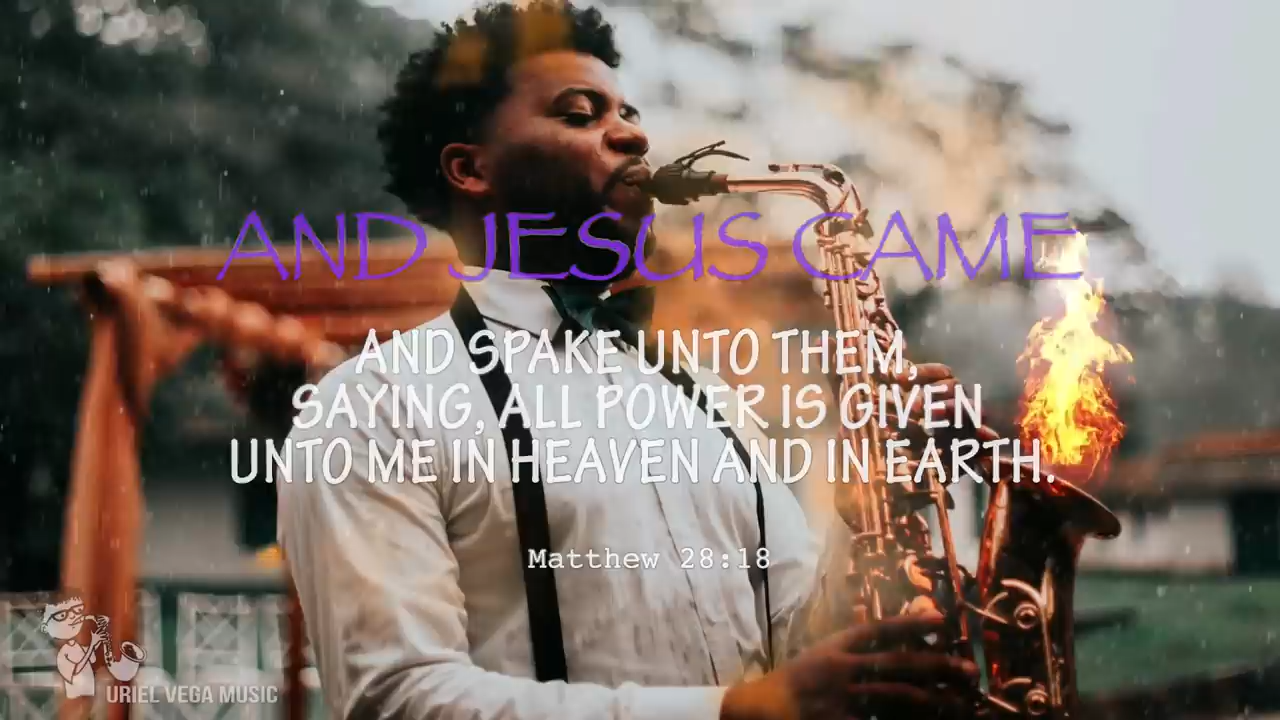 AND JESUS CAME
AND SPAKE UNTO THEM,
SAYING, ALL POWER IS GIVEN
UNTO ME IN HEAVEN AND IN EARTH.
Matthew 28:18
URIEL VEGA MUSIC